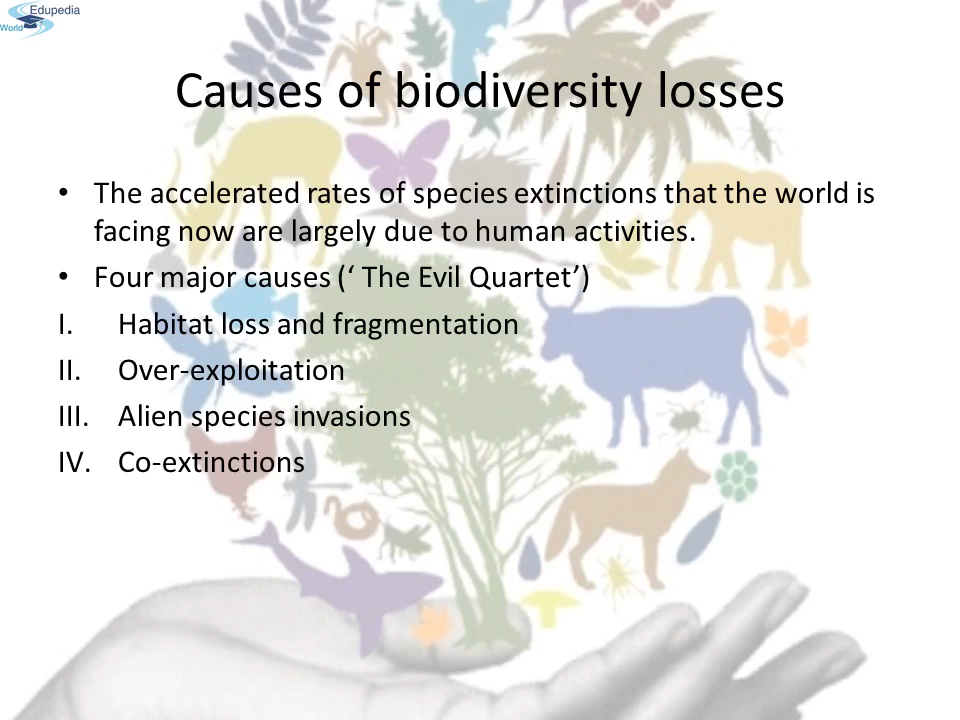 Edupedia
World
Causes of biodiversity losses
• The accelerated rates of species extinctions that the world is
facing now are largely due to human activities.
• Four major causes (‘ The Evil Quartet’)
I. Habitat loss and fragmentation
II. Over-exploitation
III. Alien species invasions
IV. Co-extinctions